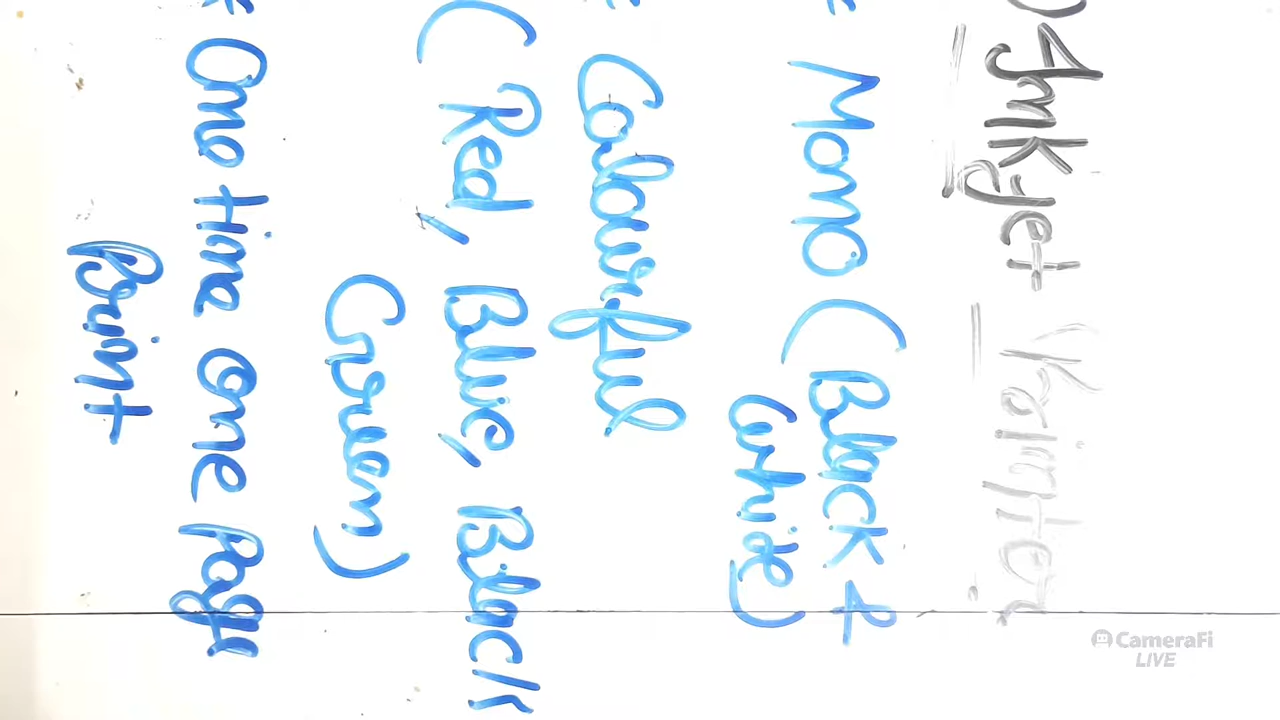 ) Inkjet Printer
* Mono (Black &
White)
* Colourful
( Red, Blue, Black
Green)
* One time one Page
Print
CameraFi
LIVE